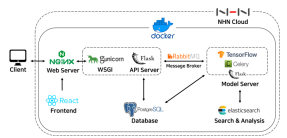 NHN Cloud
docker
Client
NGINX
Web Server
gunicorn
WSGI
Flask
API Server
RabbitMQ
Message Broker
TensorFlow
Celery
Flask
Model Server
React
Frontend
PostgreSQL
Database
elasticsearch
Search & Analysis